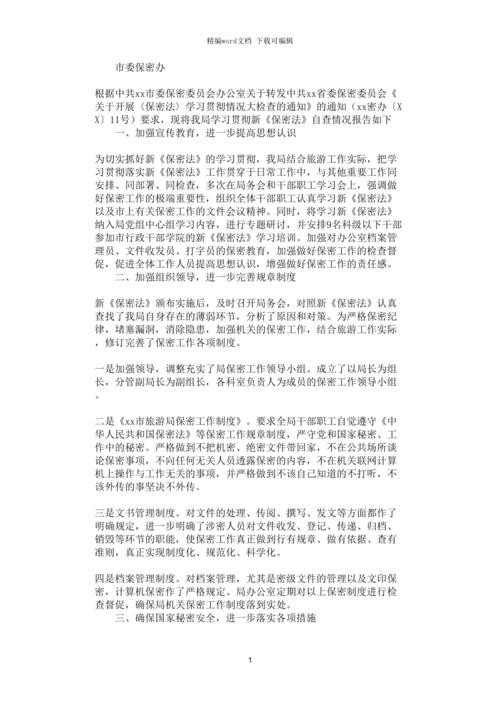 精编word文档 下载可编辑
市委保密办
根据中共xx市委保密委员会办公室关于转发中共xx省委保密委员会《
关于开展〈保密法〉学习贯彻情况大检查的通知》的通知（xx密办〔X
X〕11号）要求，现将我局学习贯彻新《保密法》自查情况报告如下
一、加强宣传教育，进一步提高思想认识
为切实抓好新《保密法》的学习贯彻，我局结合旅游工作实际，把学
习贯彻落实新《保密法》工作贯穿于日常工作中，与其他重要工作同
安排、同部署、同检查，多次在局务会和干部职工学习会上，强调做
好保密工作的极端重要性，组织全体干部职工认真学习新《保密法》
以及市上有关保密工作的文件会议精神。同时，将学习新《保密法》
纳入局党组中心组学习内容，进行专题研讨，并安排9名科级以下干部
参加市行政干部学院的新《保密法》学习培训。加强对办公室档案管
理员、文件收发员、打字员的保密教育，加强做好保密工作的检查督
促，促进全体工作人员提高思想认识，增强做好保密工作的责任感。
二、加强组织领导，进一步完善规章制度
新《保密法》颁布实施后，及时召开局务会，对照新《保密法》认真
查找了我局自身存在的薄弱环节，分析了原因和对策。为严格保密纪
律，堵塞漏洞，消除隐患，加强机关的保密工作，结合旅游工作实际
，修订完善了保密工作各项制度。
一是加强领导，调整充实了局保密工作领导小组。成立了以局长为组
长，分管副局长为副组长，各科室负责人为成员的保密工作领导小组
。
二是《xx市旅游局保密工作制度》。要求全局干部职工自觉遵守《中
华人民共和国保密法》等保密工作规章制度，严守党和国家秘密、工
作中的秘密。严格做到不把机密、绝密文件带回家，不在公共场所谈
论保密事项，不向任何无关人员透露保密的内容，不在机关联网计算
机上操作与工作无关的事项，并严格做到不该自己知道的不打听，不
该外传的事坚决不外传。
三是文书管理制度。对文件的处理、传阅、撰写、发文等方面都作了
明确规定，进一步明确了涉密人员对文件收发、登记、传递、归档、
销毁等环节的职能，使保密工作真正做到行有规章、做有依据、查有
准则，真正实现制度化、规范化、科学化。
四是档案管理制度。对档案管理，尤其是密级文件的管理以及文印保
密，计算机保密作了严格规定。局办公室定期对以上保密制度进行检
查督促，确保局机关保密工作制度落到实处。
三、确保国家秘密安全，进一步落实各项措施
1